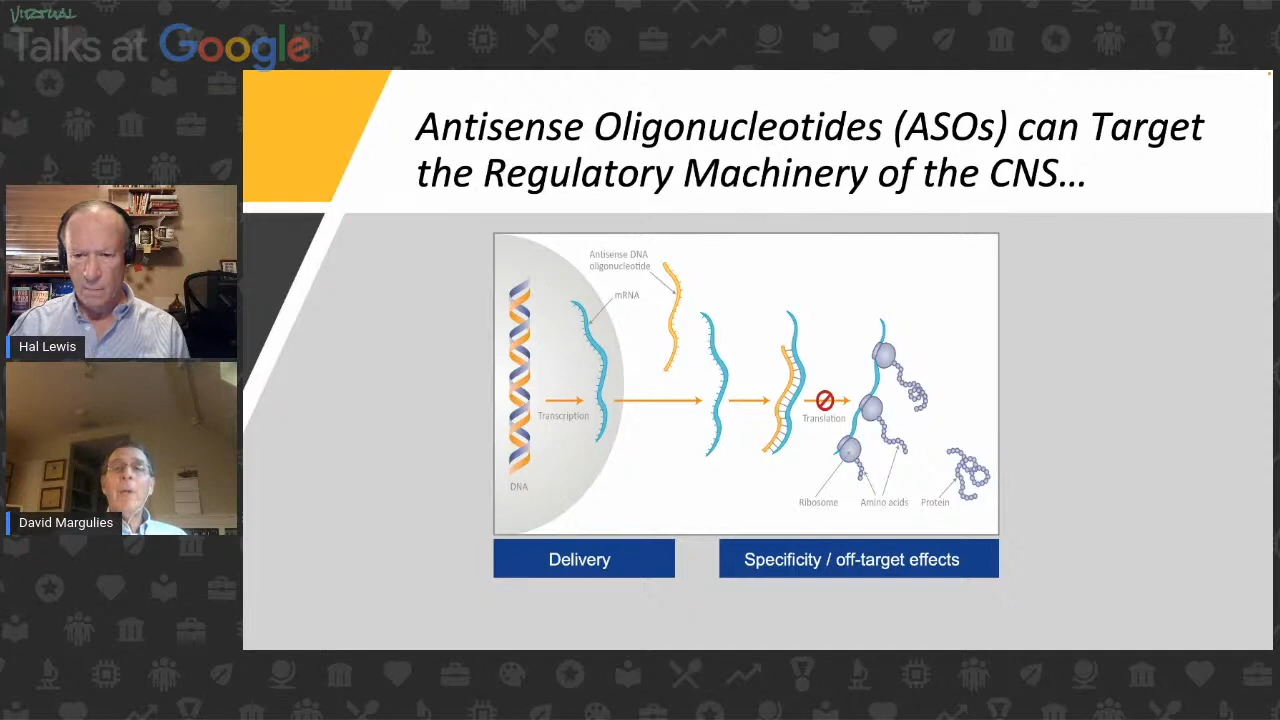 VIRTUAL
Talks at Google
Antisense Oligonucleotides (ASOs) can Target
the Regulatory Machinery of the CNS...
Antisense DNA
oligonucleotide
mRNA
Transcription
Translation
DNA
Ribosome
Amino acids
Protein
Delivery
Specificity / off-target effects
Hal Lewis
David Margulies